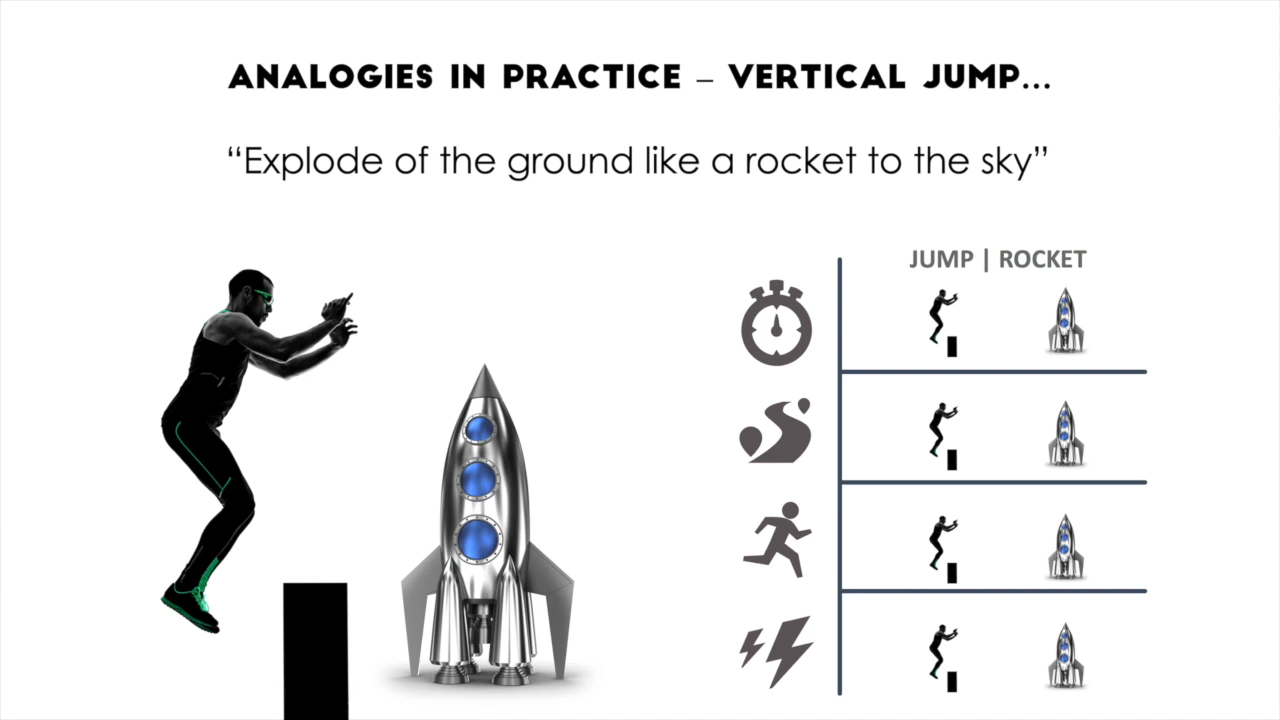 ANALOGIES IN PRACTICE – VERTICAL JUMP...
“Explode of the ground like a rocket to the sky”
JUMP | ROCKET